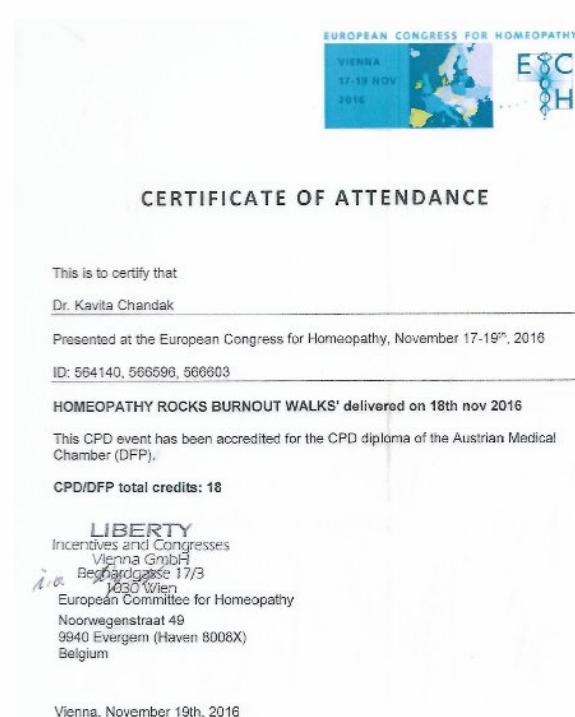 EUROPEAN CONGRESS FOR HOMEOPATHY
VIENNA
17-19 NOV
2016
E C
H
CERTIFICATE OF ATTENDANCE
This is to certify that
Dr. Kavita Chandak
Presented at the European Congress for Homeopathy, November 17-19th, 2016
ID: 564140, 566596, 566603
HOMEOPATHY ROCKS BURNOUT WALKS' delivered on 18th nov 2016
This CPD event has been accredited for the CPD diploma of the Austrian Medical
Chamber (DFP).
CPD/DFP total credits: 18
LIBERTY
Incentives and Congresses
Vienna GmbH
17/3
1030 Wien
European Committee for Homeopathy
Noorwegenstraat 49
9940 Evergem (Haven 8008X)
Belgium
Vienna, November 19th, 2016